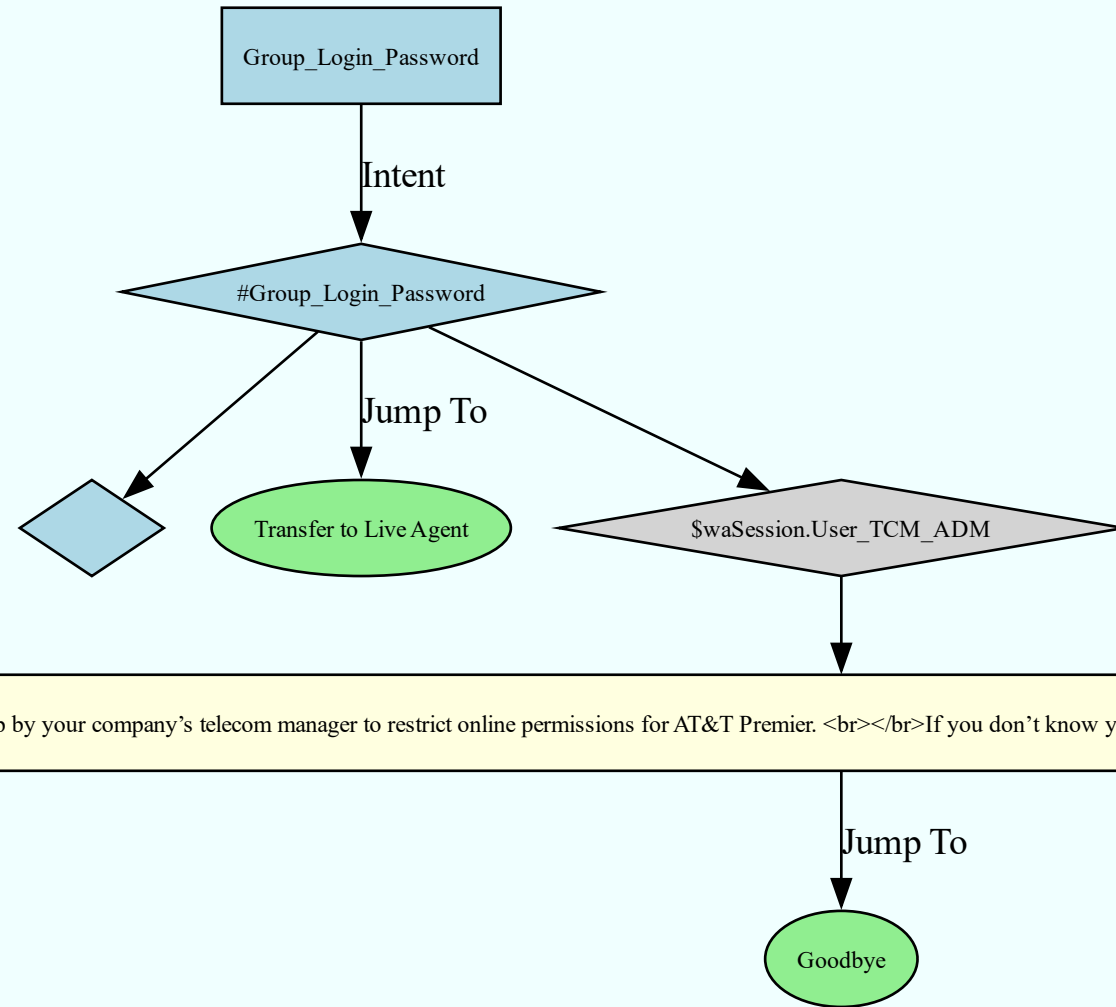 Group_Login_Password
Intent
#Group_Login_Password
Jump To
Transfer to Live Agent
$waSession.User_TCM_ADM
by your company’s telecom manager to restrict online permissions for AT&T Premier. <br></br>If you don’t know
Jump To
Goodbye